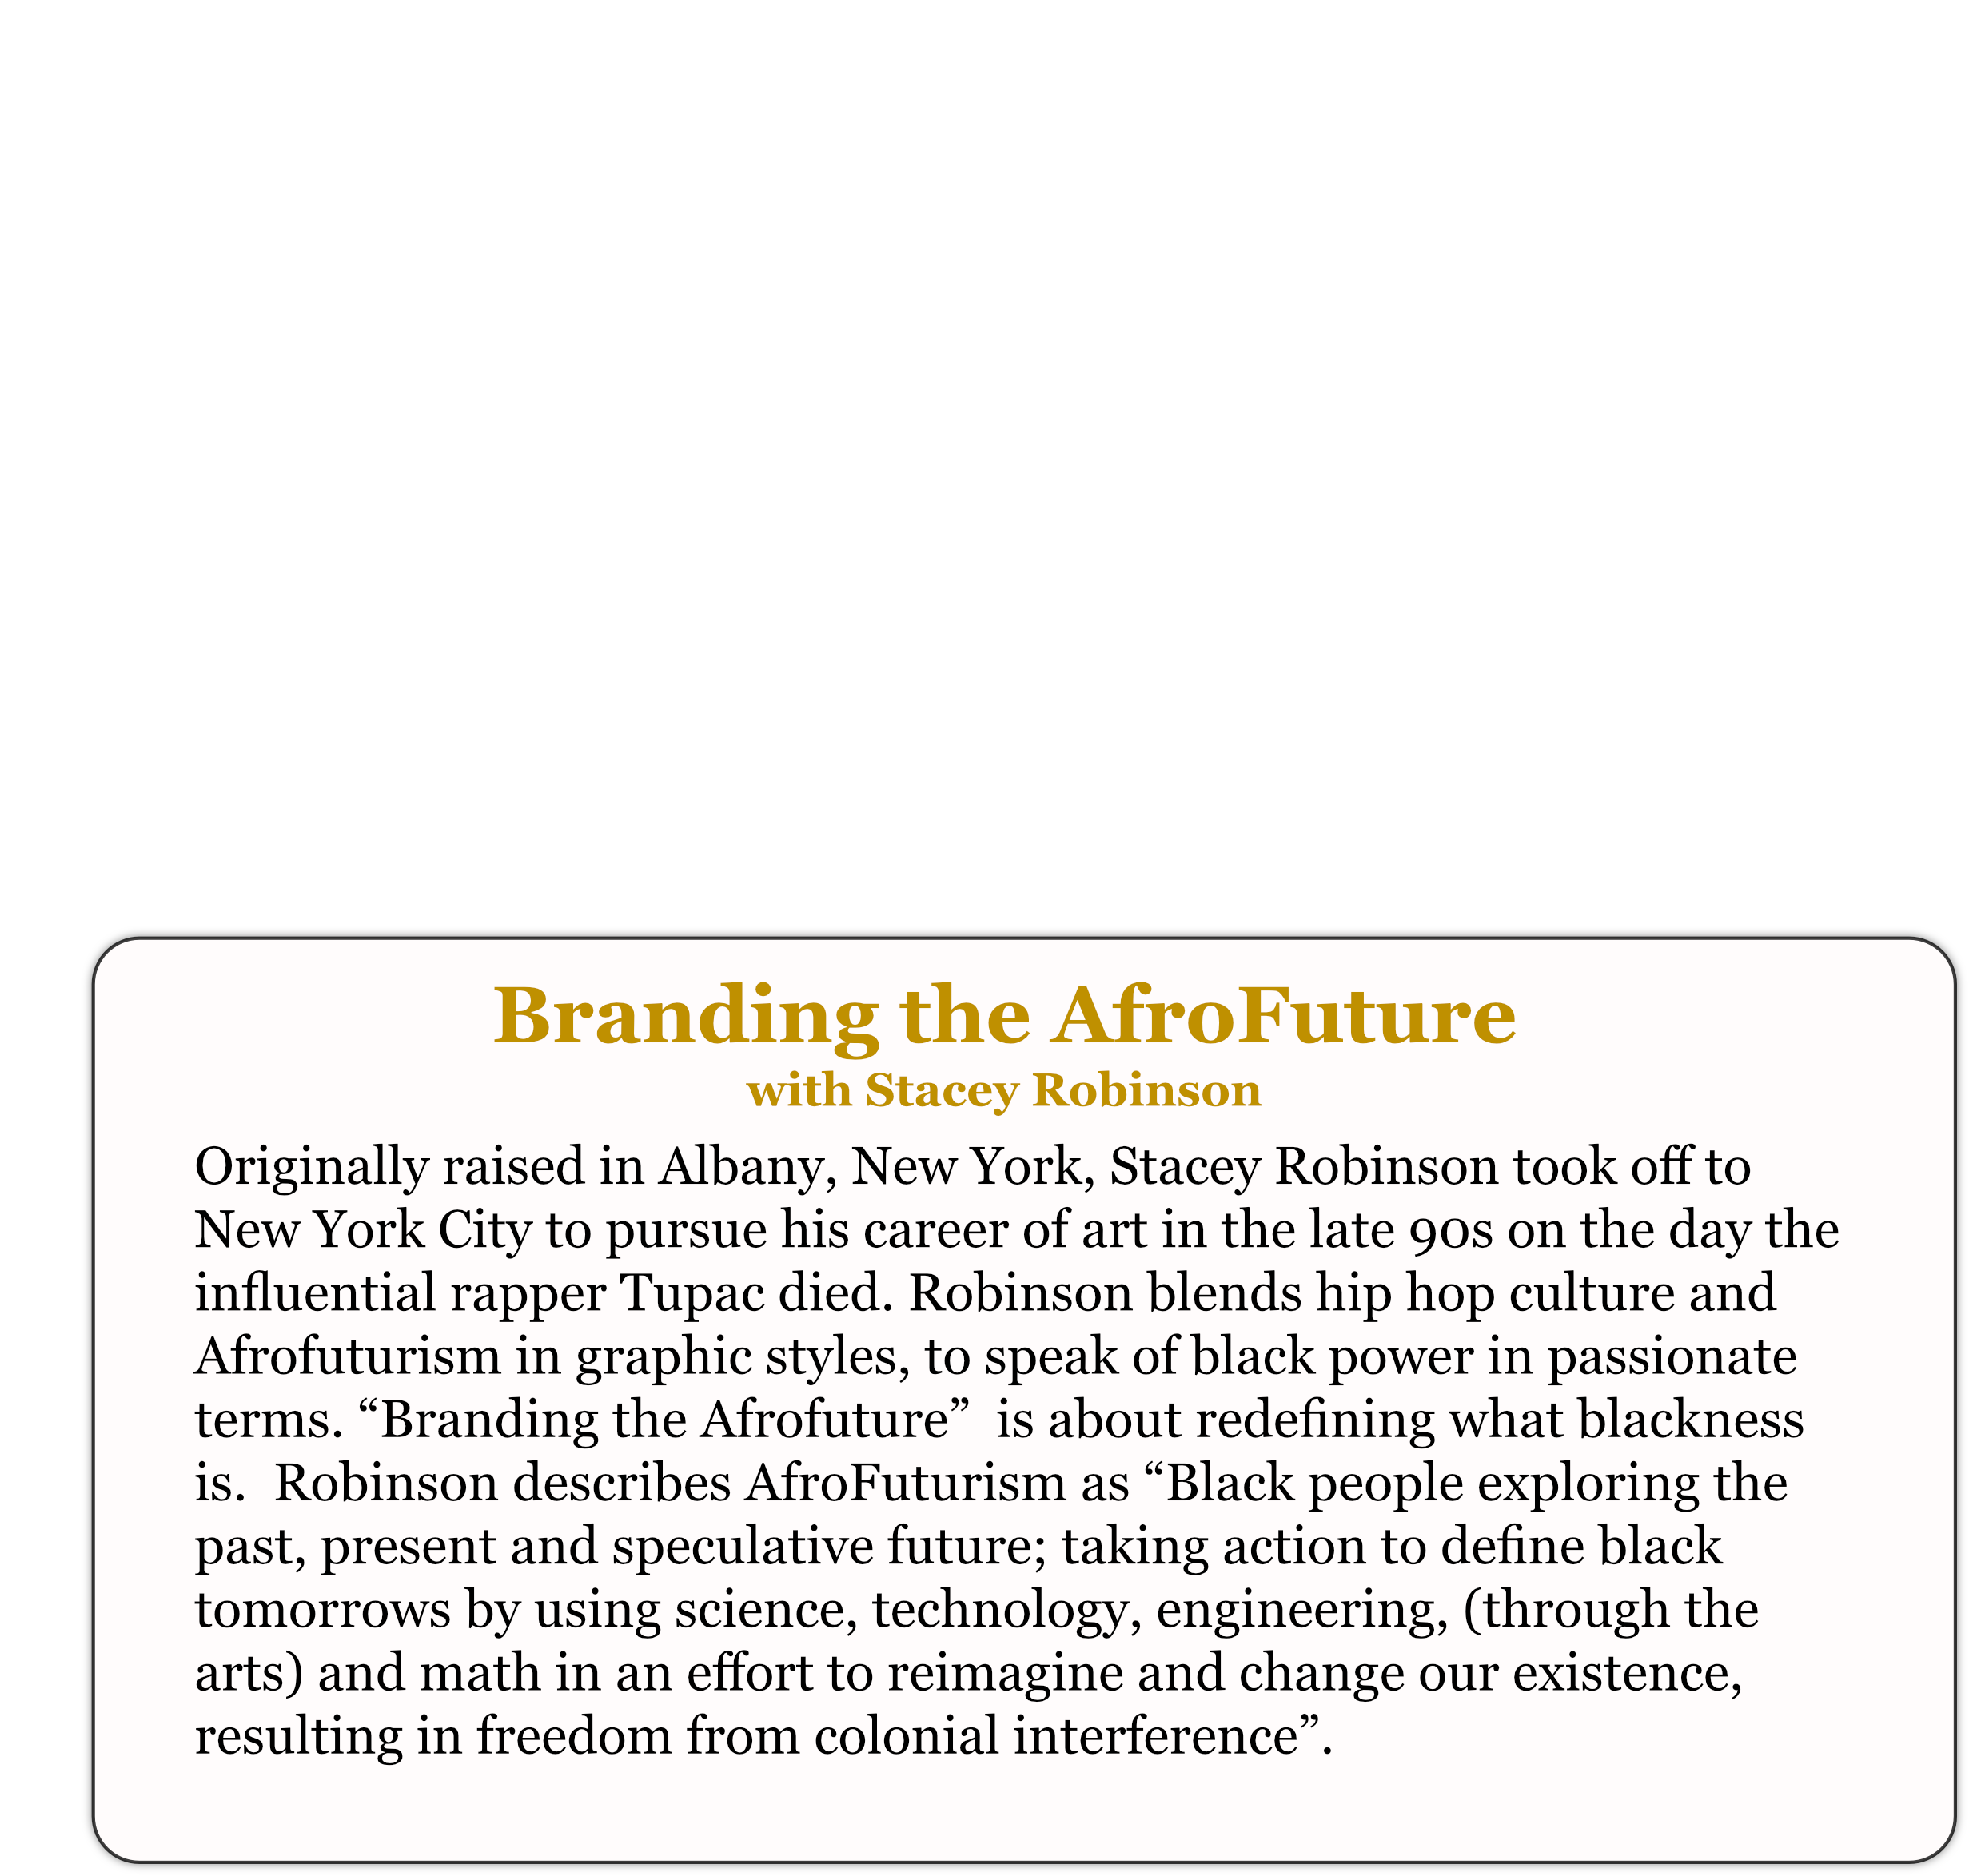 Branding the AfroFuture
with Stacey Robinson
Originally raised in Albany, New York, Stacey Robinson took off to
New York City to pursue his career of art in the late 90s on the day the
influential rapper Tupac died. Robinson blends hip hop culture and
Afrofuturism in graphic styles, to speak of black power in passionate
terms. “Branding the Afrofuture”  is about redefining what blackness
is.  Robinson describes AfroFuturism as “Black people exploring the
past, present and speculative future; taking action to define black
tomorrows by using science, technology, engineering, (through the
arts) and math in an effort to reimagine and change our existence,
resulting in freedom from colonial interference”.